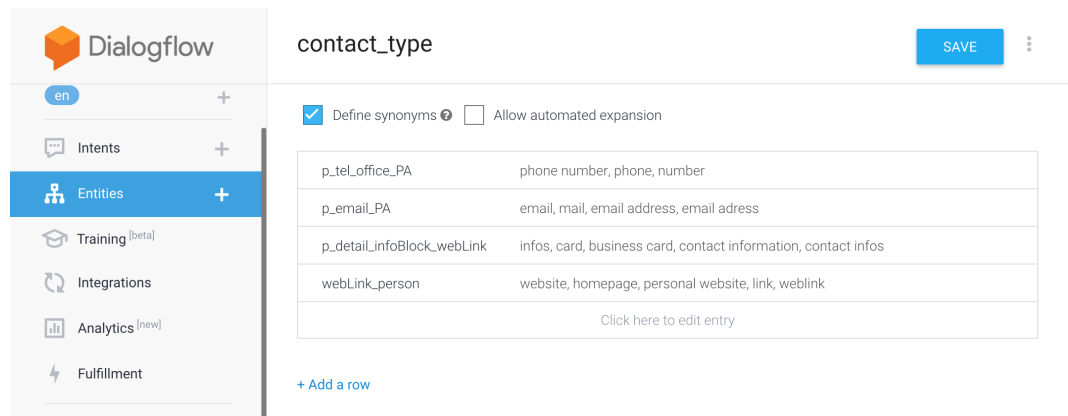 Dialogflow
contact_type
SAVE
en
Define synonyms
Allow automated expansion
Intents
Entities
Training [beta]
Integrations
Analytics [new]
Fulfillment
p_tel_office_PA phone number, phone, number
p_email_PA email, mail, email address, email adress
p_detail_infoBlock_webLink infos, card, business card, contact information, contact infos
webLink_person website, homepage, personal website, link, weblink
Click here to edit entry
+ Add a row